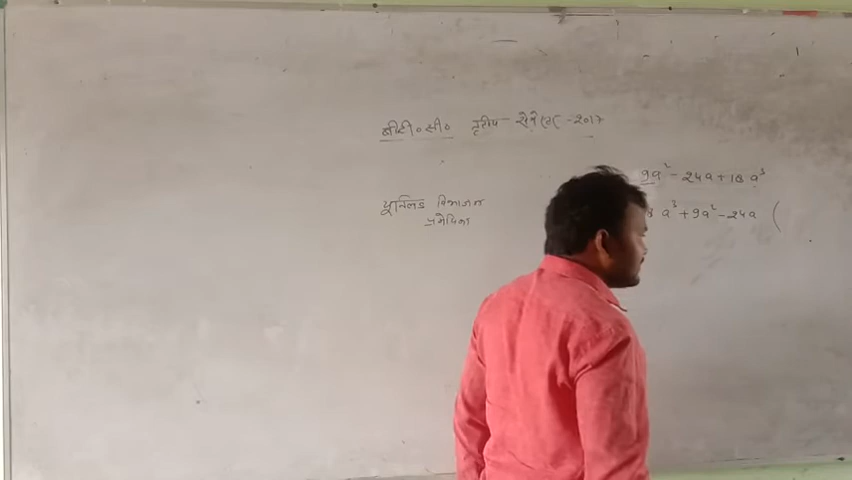 बी०टी०सी० तृतीय सेमेस्टर - 2017
9a² - 24a + 18a³
यूक्लिड विभाजन
a³ + 9a² - 24a (
प्रमेयिका